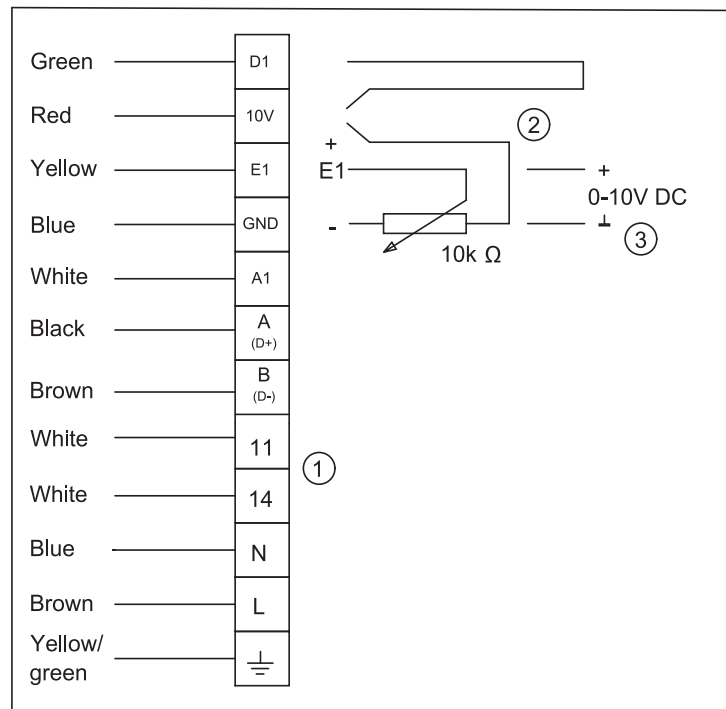 Green D1
Red 10V
②
+
Yellow E1 E1 +
0-10V DC
Blue GND - ⊥ ③
10k Ω
White A1
Black A
(D+)
Brown B
(D-)
White 11
①
White 14
Blue N
Brown L
Yellow/
green